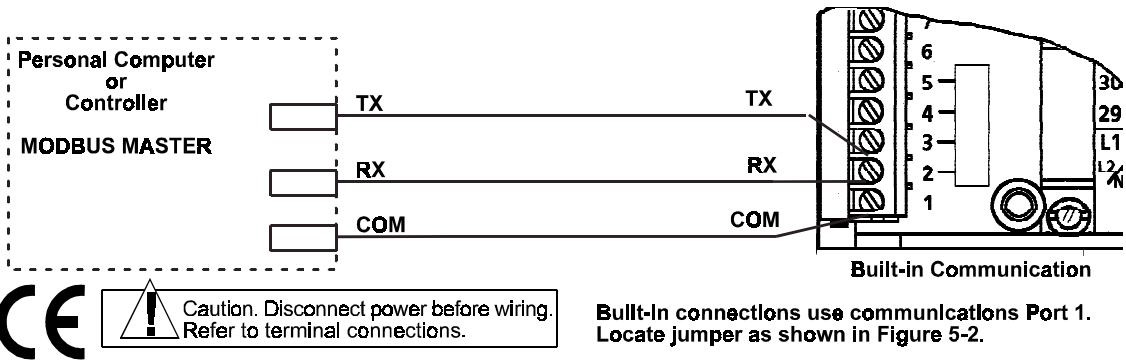 Personal Computer
or
Controller
MODBUS MASTER
TX
RX
COM
TX
RX
COM
7
6
5
4
3
2
1
30
29
L1
L2/N
Built-in Communication
CE
Caution. Disconnect power before wiring.
Refer to terminal connections.
Built-in connections use communications Port 1.
Locate jumper as shown in Figure 5-2.